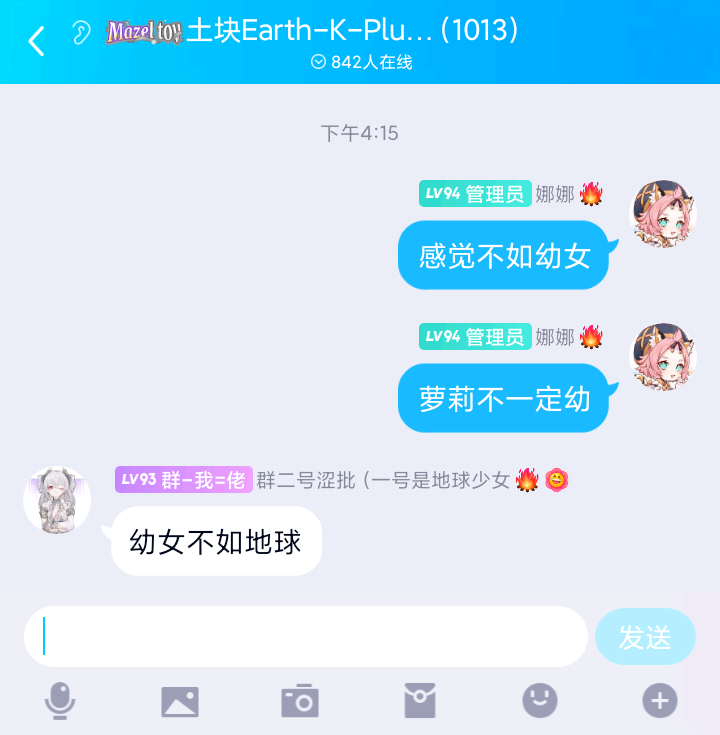 Mazel toy 土块Earth-K-Plu... (1013)
842人在线
下午4:15
LV94 管理员 娜娜
感觉不如幼女
LV94 管理员 娜娜
萝莉不一定幼
LV93 群-我=佬 群二号涩批 (一号是地球少女
幼女不如地球
发送